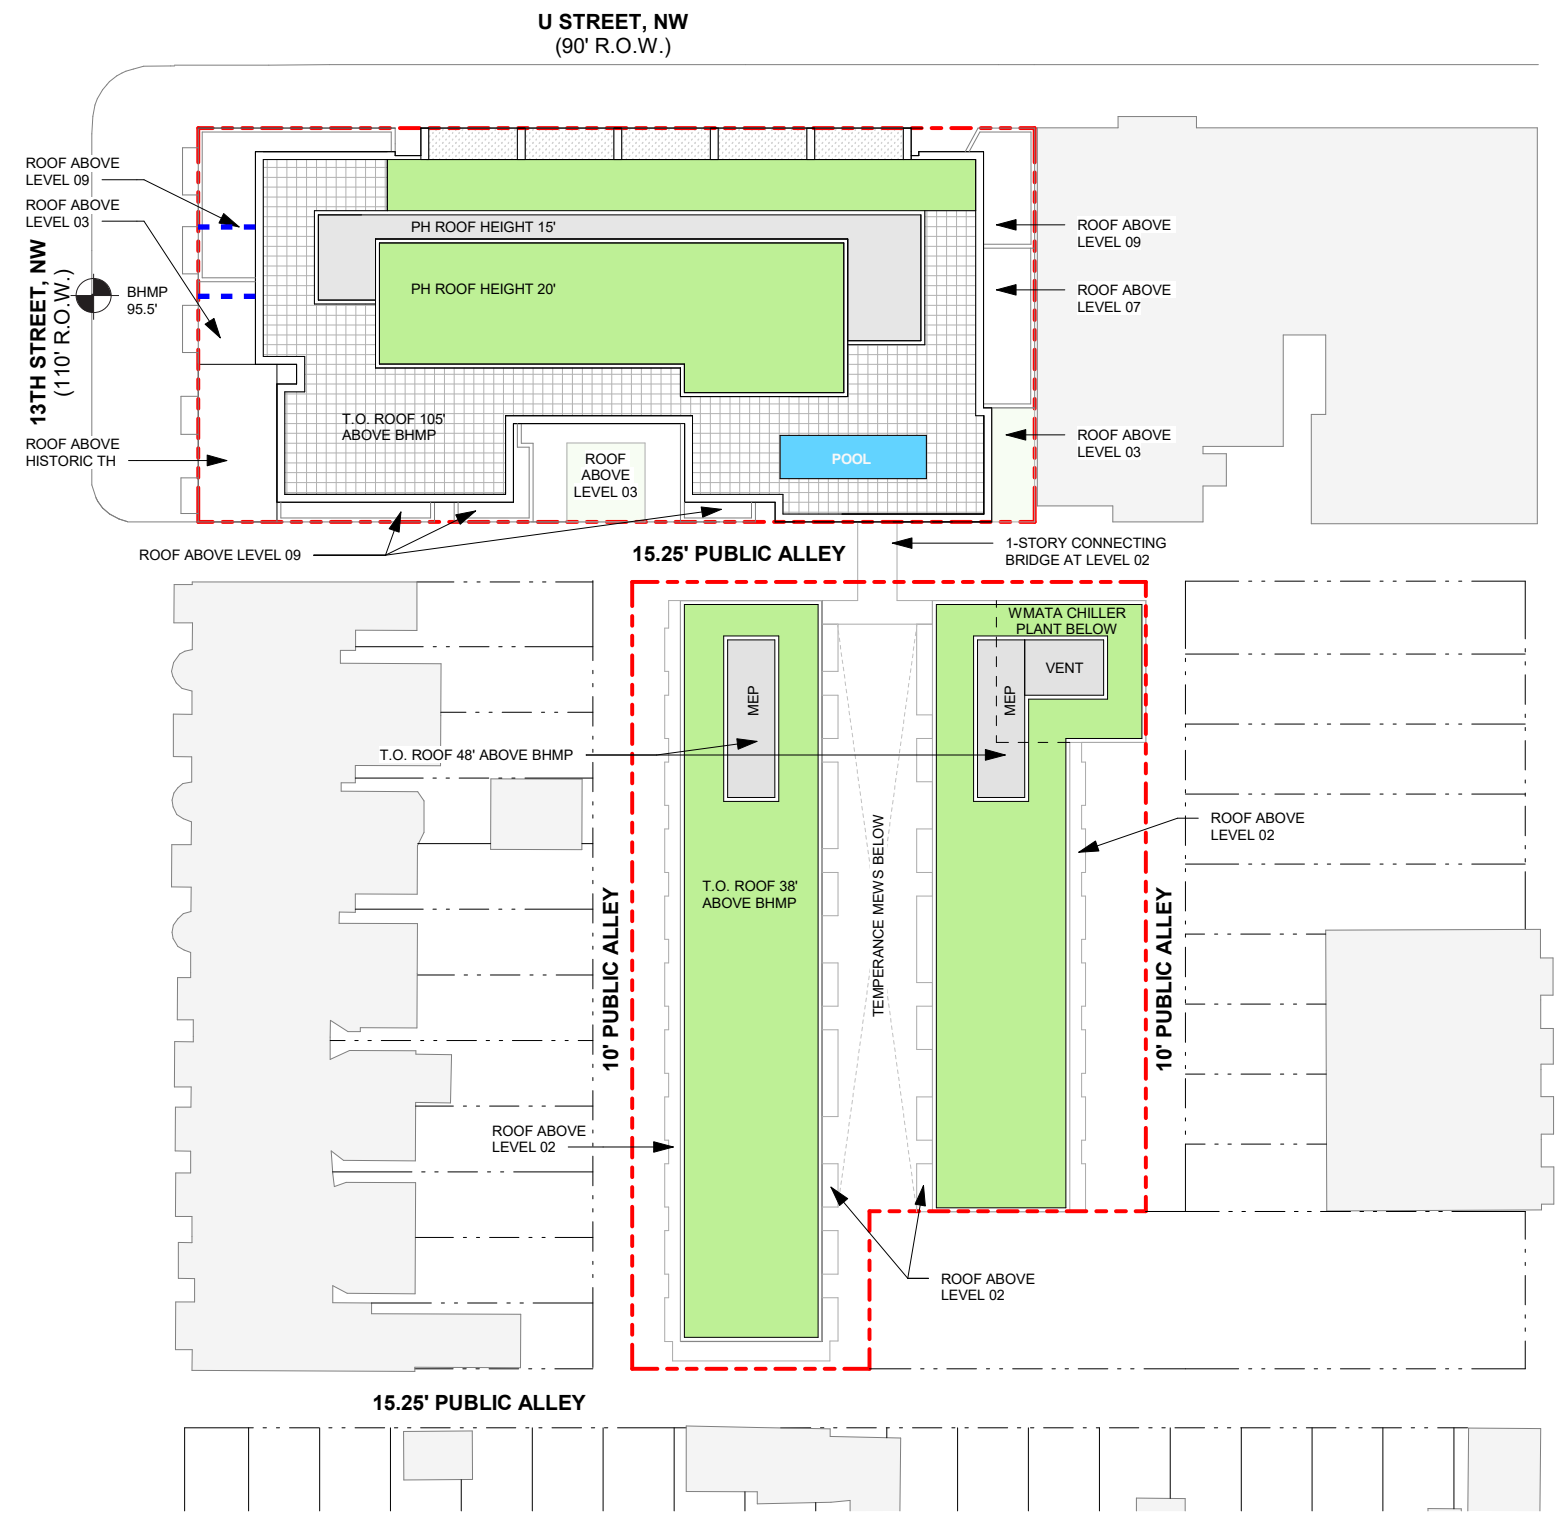 U STREET, NW
(90' R.O.W.)
ROOF ABOVE
LEVEL 09
ROOF ABOVE
LEVEL 03
13TH STREET, NW
(110' R.O.W.)
BHMP
95.5'
PH ROOF HEIGHT 15'
PH ROOF HEIGHT 20'
ROOF ABOVE
LEVEL 09
ROOF ABOVE
LEVEL 07
T.O. ROOF 105'
ABOVE BHMP
ROOF ABOVE
HISTORIC TH
ROOF
ABOVE
LEVEL 03
POOL
ROOF ABOVE
LEVEL 03
ROOF ABOVE LEVEL 09
15.25' PUBLIC ALLEY
1-STORY CONNECTING
BRIDGE AT LEVEL 02
WMATA CHILLER
PLANT BELOW
VENT
MEP
MEP
T.O. ROOF 48' ABOVE BHMP
ROOF ABOVE
LEVEL 02
T.O. ROOF 38'
ABOVE BHMP
TEMPERANCE MEWS BELOW
10' PUBLIC ALLEY
10' PUBLIC ALLEY
ROOF ABOVE
LEVEL 02
ROOF ABOVE
LEVEL 02
15.25' PUBLIC ALLEY